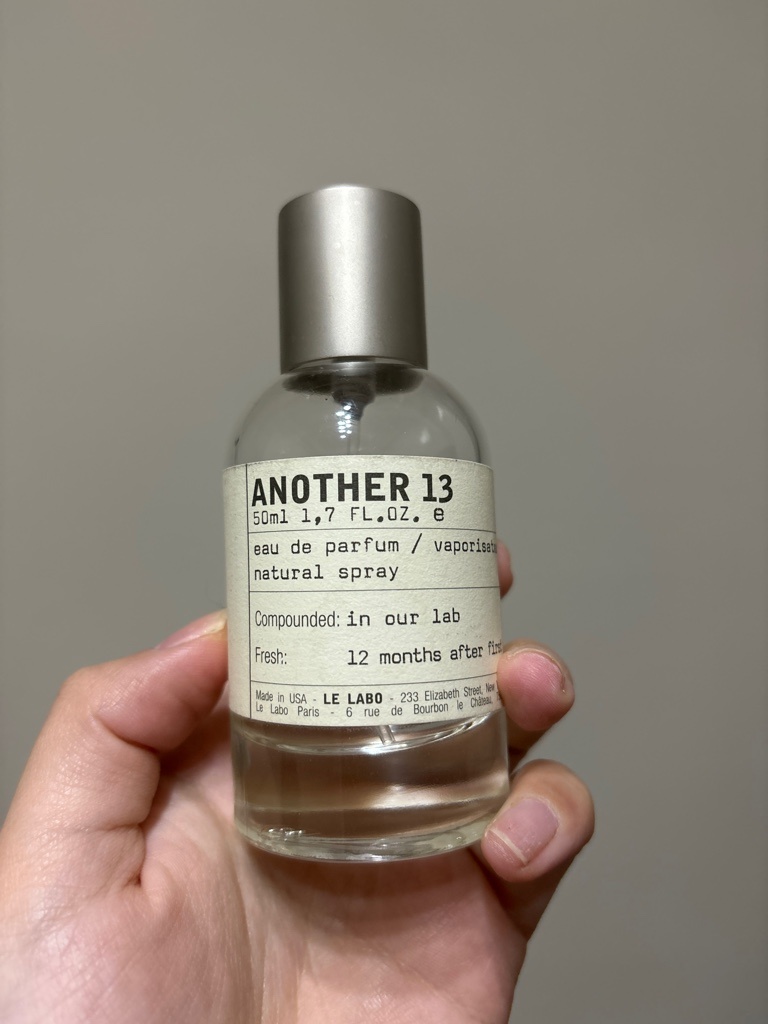 ANOTHER 13
50ml 1,7 FL.OZ. e
eau de parfum / vaporisat
natural spray
Compounded: in our lab
Fresh: 12 months after firs
Made in USA - LE LABO - 233 Elizabeth Street, New
Le Labo Paris - 6 rue de Bourbon le Château,